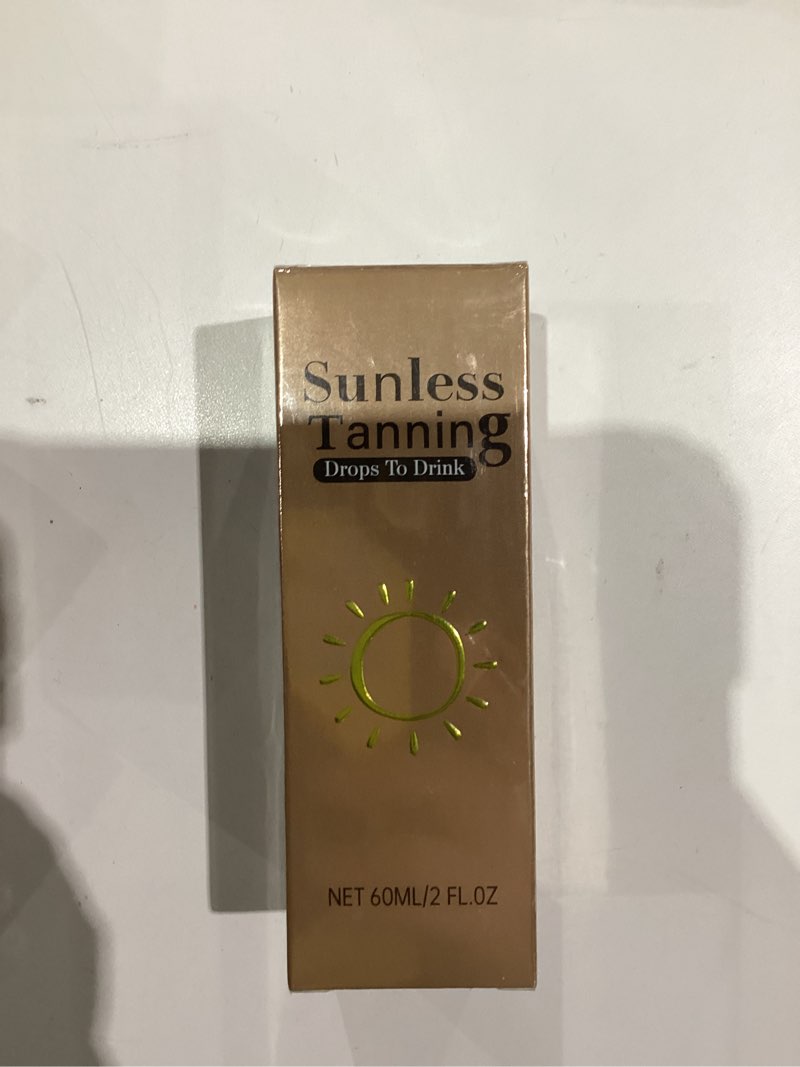 Sunless
Tanning
Drops To Drink
NET 60ML/2 FL.OZ